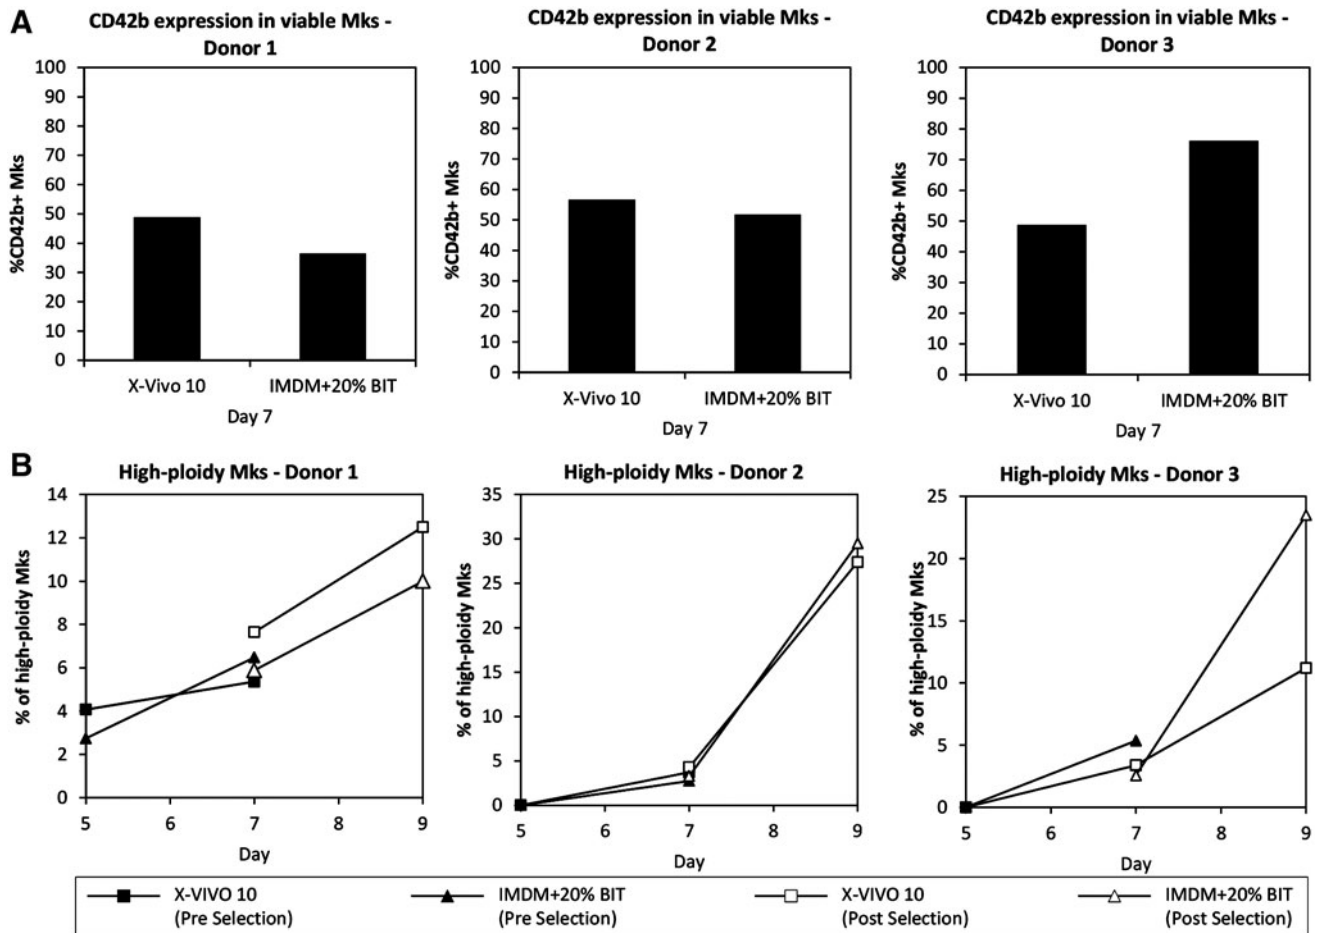 A
CD42b expression in viable Mks -
Donor 1
%CD42b+ Mks
100
90
80
70
60
50
40
30
20
10
0
X-Vivo 10 IMDM+20% BIT
Day 7
CD42b expression in viable Mks -
Donor 2
%CD42b+ Mks
100
90
80
70
60
50
40
30
20
10
0
X-Vivo 10 IMDM+20% BIT
Day 7
CD42b expression in viable Mks -
Donor 3
%CD42b+ Mks
100
90
80
70
60
50
40
30
20
10
0
X-Vivo 10 IMDM+20% BIT
Day 7
B
High-ploidy Mks - Donor 1
% of high-ploidy Mks
14
12
10
8
6
4
2
0
5 6 7 8 9
Day
High-ploidy Mks - Donor 2
% of high-ploidy Mks
35
30
25
20
15
10
5
0
5 6 7 8 9
Day
High-ploidy Mks - Donor 3
% of high-ploidy Mks
25
20
15
10
5
0
5 6 7 8 9
Day
X-VIVO 10
(Pre Selection)
IMDM+20% BIT
(Pre Selection)
X-VIVO 10
(Post Selection)
IMDM+20% BIT
(Post Selection)